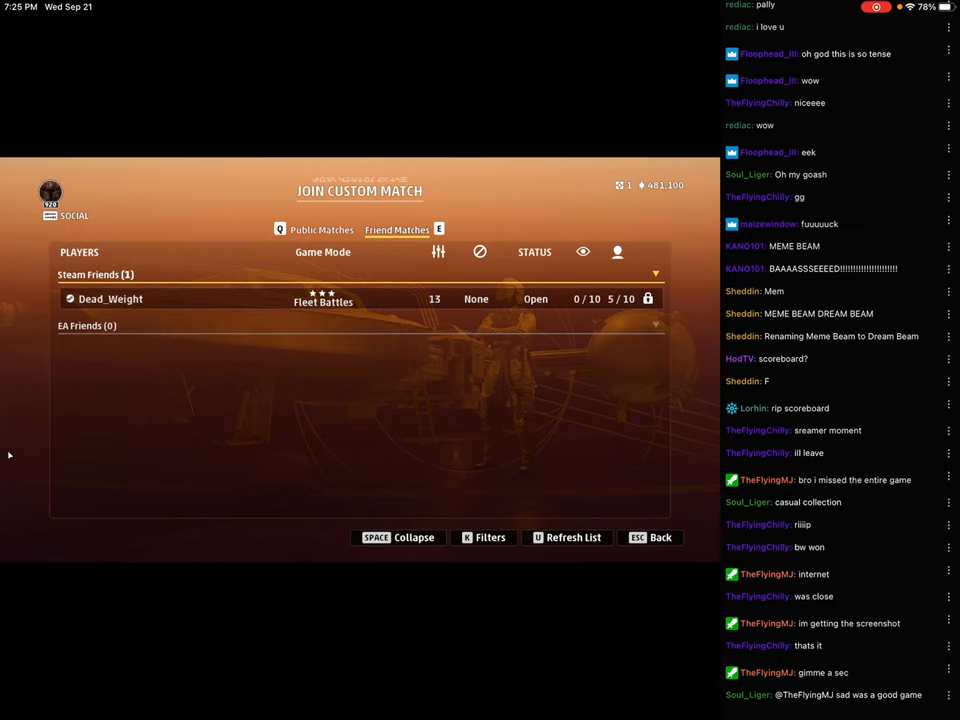 7:25 PM Wed Sep 21
78%
JOIN CUSTOM MATCH
1 481,100
920
SOCIAL
Q Public Matches Friend Matches E
PLAYERS Game Mode STATUS
Steam Friends (1)
Dead_Weight Fleet Battles 13 None Open 0 / 10 5 / 10
EA Friends (0)
SPACE Collapse K Filters U Refresh List ESC Back
rediac: pally
rediac: i love u
Floophead_III: oh god this is so tense
Floophead_III: wow
TheFlyingChilly: niceeee
rediac: wow
Floophead_III: eek
Soul_Liger: Oh my goash
TheFlyingChilly: gg
maizewindow: fuuuuuck
KANO101: MEME BEAM
KANO101: BAAAASSSEEEED!!!!!!!!!!!!!!!!!!!!!!
Sheddin: Mem
Sheddin: MEME BEAM DREAM BEAM
Sheddin: Renaming Meme Beam to Dream Beam
HodTV: scoreboard?
Sheddin: F
Lorhin: rip scoreboard
TheFlyingChilly: sreamer moment
TheFlyingChilly: ill leave
TheFlyingMJ: bro i missed the entire game
Soul_Liger: casual collection
TheFlyingChilly: riiiip
TheFlyingChilly: bw won
TheFlyingMJ: internet
TheFlyingChilly: was close
TheFlyingMJ: im getting the screenshot
TheFlyingChilly: thats it
TheFlyingMJ: gimme a sec
Soul_Liger: @TheFlyingMJ sad was a good game